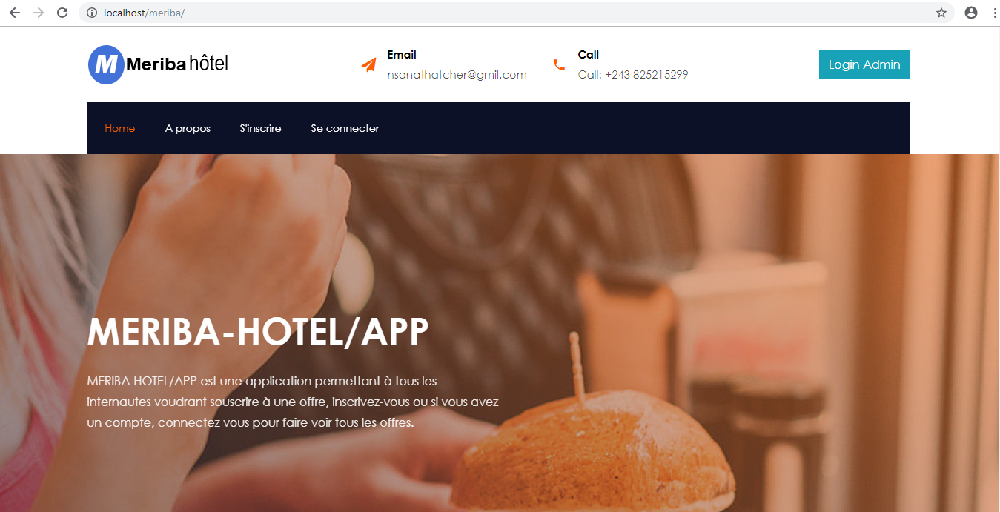 localhost/meriba/
M Meriba hôtel
Email
nsanathatcher@gmil.com
Call
Call: +243 825215299
Login Admin
Home A propos S'inscrire Se connecter
MERIBA-HOTEL/APP
MERIBA-HOTEL/APP est une application permettant à tous les
internautes voudrant souscrire à une offre, inscrivez-vous ou si vous avez
un compte, connectez vous pour faire voir tous les offres.